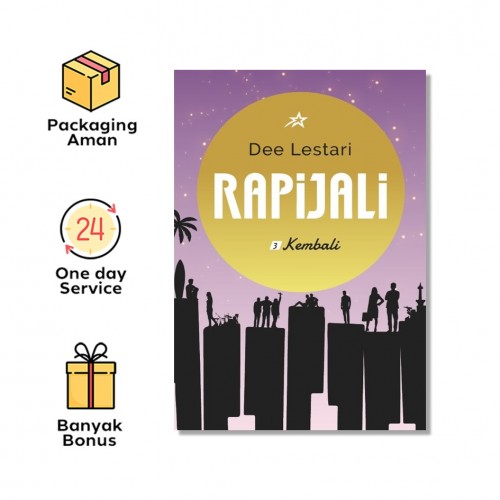 Packaging
Aman
24
One day
Service
Banyak
Bonus
Dee Lestari
RAPIJALI
3 Kembali